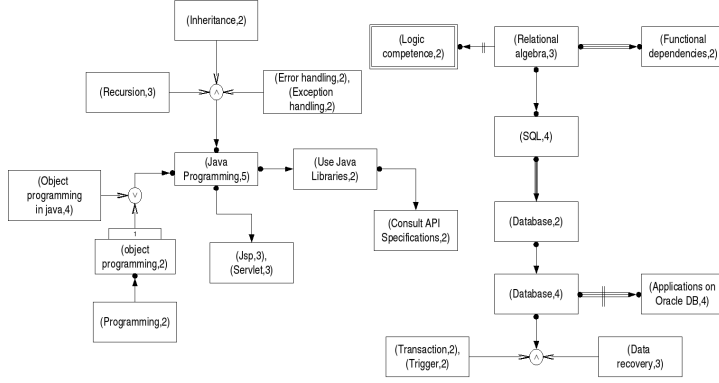 (Inheritance,2)
(Logic
competence,2)
(Relational
algebra,3)
(Functional
dependencies,2)
(Recursion,3)
(Error handling,2),
(Exception
handling,2)
^
(SQL,4)
(Java
Programming,5)
(Use Java
Libraries,2)
(Object
programming
in java,4)
v
(Database,2)
(Consult API
Specifications,2)
1
(object
programming,2)
(Jsp,3),
(Servlet,3)
(Database,4)
(Applications on
Oracle DB,4)
(Programming,2)
(Transaction,2),
(Trigger,2)
^
(Data
recovery,3)